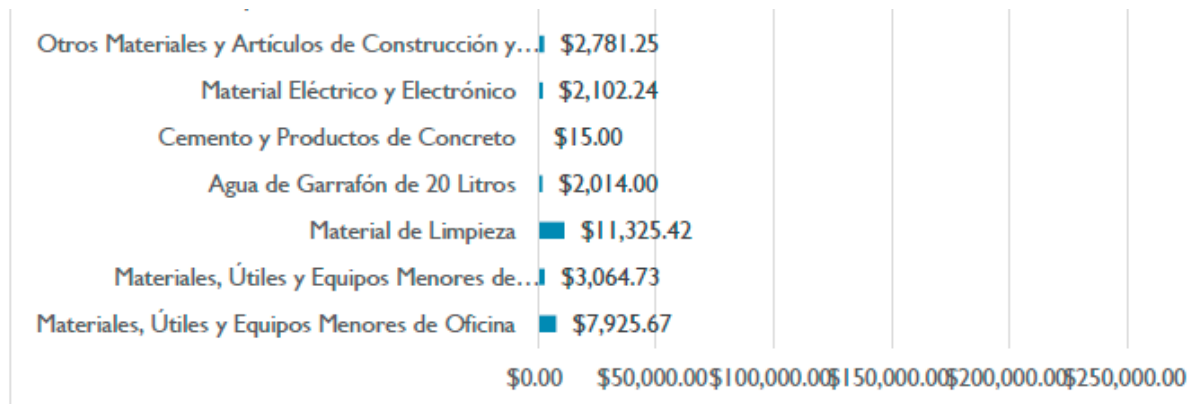 Otros Materiales y Artículos de Construcción y… $2,781.25
Material Eléctrico y Electrónico $2,102.24
Cemento y Productos de Concreto $15.00
Agua de Garrafón de 20 Litros $2,014.00
Material de Limpieza $11,325.42
Materiales, Útiles y Equipos Menores de… $3,064.73
Materiales, Útiles y Equipos Menores de Oficina $7,925.67
$0.00 $50,000.00 $100,000.00 $150,000.00 $200,000.00 $250,000.00